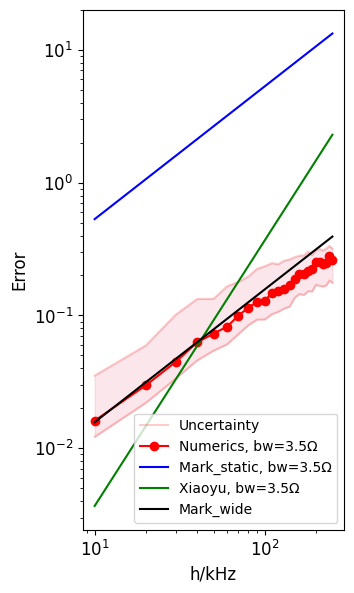 10¹
10⁰
10⁻¹
10⁻²
Error
Uncertainty
Numerics, bw=3.5Ω
Mark_static, bw=3.5Ω
Xiaoyu, bw=3.5Ω
Mark_wide
10¹ 10²
h/kHz